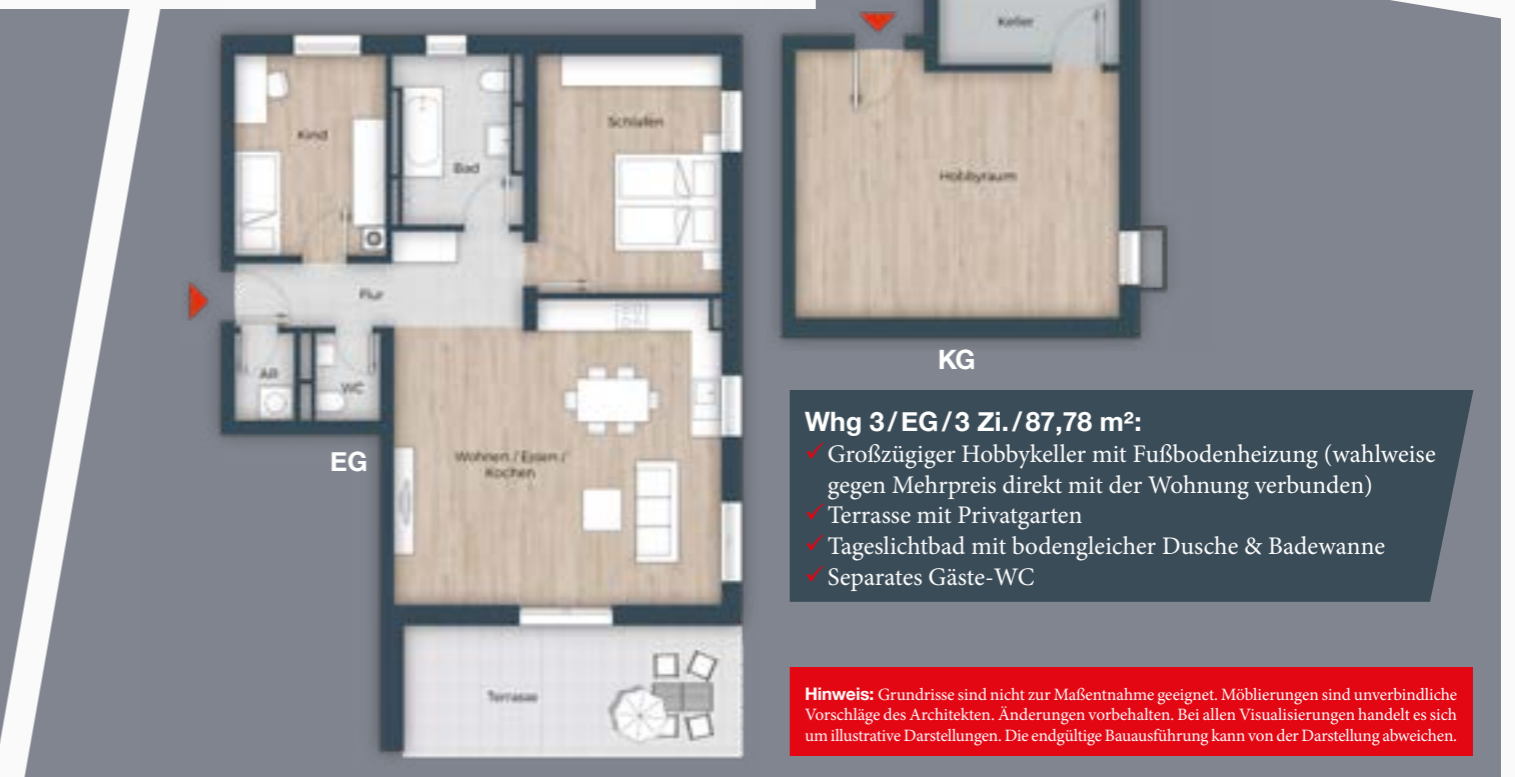 Keller
Kind
Bad
Schlafen
Hobbyraum
Flur
AR
WC
KG
EG
Wohnen / Essen /
Kochen
Terrasse
Whg 3/EG/3 Zi./87,78 m²:
✓ Großzügiger Hobbykeller mit Fußbodenheizung (wahlweise
gegen Mehrpreis direkt mit der Wohnung verbunden)
✓ Terrasse mit Privatgarten
✓ Tageslichtbad mit bodengleicher Dusche & Badewanne
✓ Separates Gäste-WC
Hinweis: Grundrisse sind nicht zur Maßentnahme geeignet. Möblierungen sind unverbindliche
Vorschläge des Architekten. Änderungen vorbehalten. Bei allen Visualisierungen handelt es sich
um illustrative Darstellungen. Die endgültige Bauausführung kann von der Darstellung abweichen.